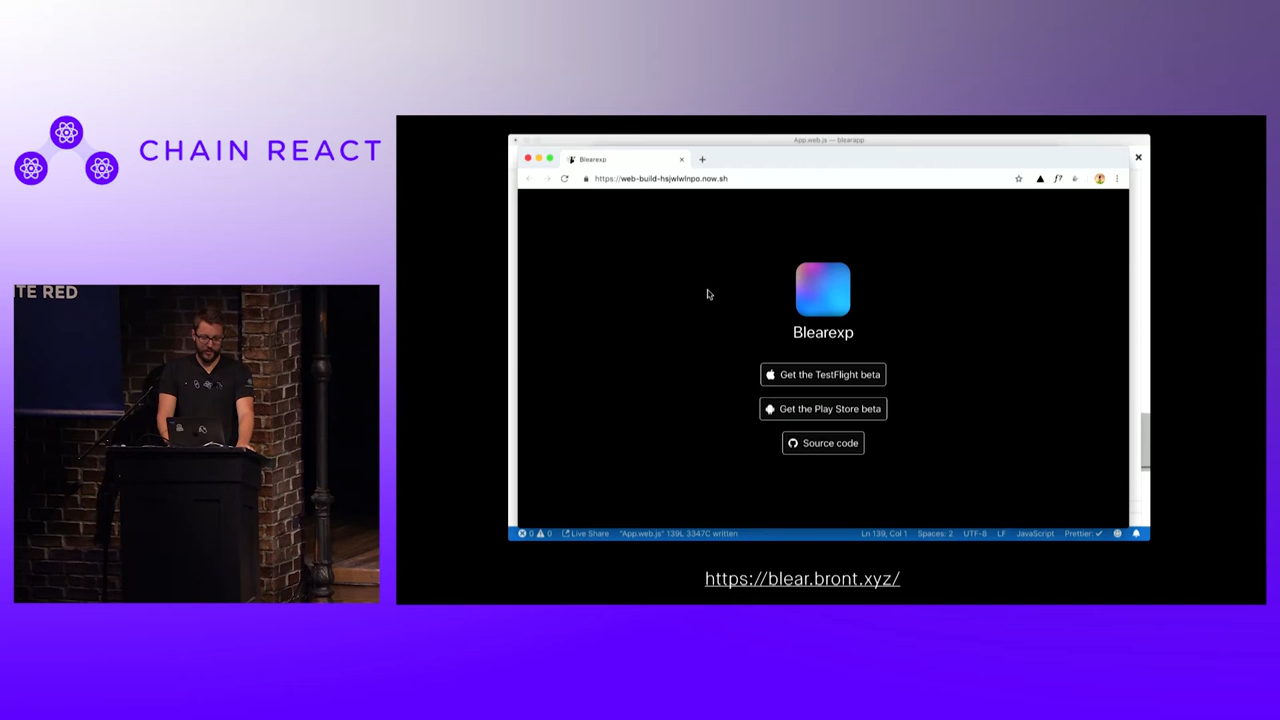 CHAIN REACT
TE RED
App.web.js — blearapp
Blearexp
https://web-build-hsjwlwlnpo.now.sh
f?
Blearexp
Get the TestFlight beta
Get the Play Store beta
Source code
0 0 Live Share "App.web.js" 139L 3347C written Ln 139, Col 1 Spaces: 2 UTF-8 LF JavaScript Prettier: ✓
https://blear.bront.xyz/